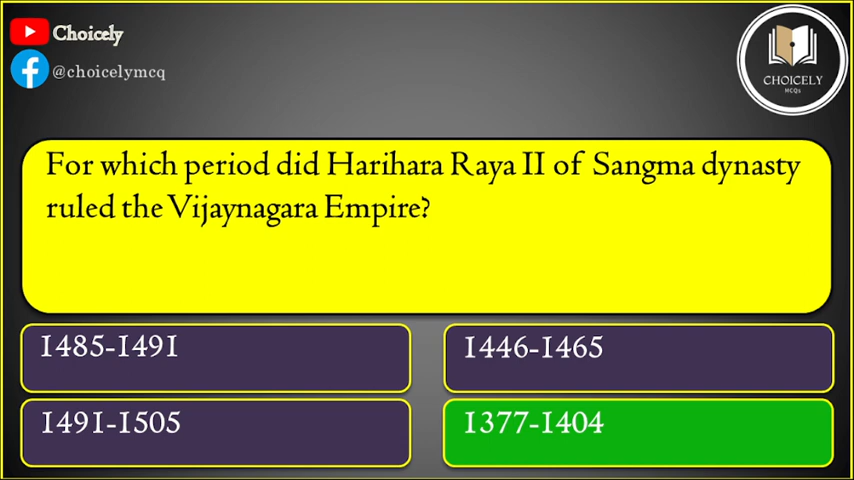 Choicely
@choicelymcq
CHOICELY
MCQs
For which period did Harihara Raya II of Sangma dynasty
ruled the Vijaynagara Empire?
1485-1491
1446-1465
1491-1505
1377-1404